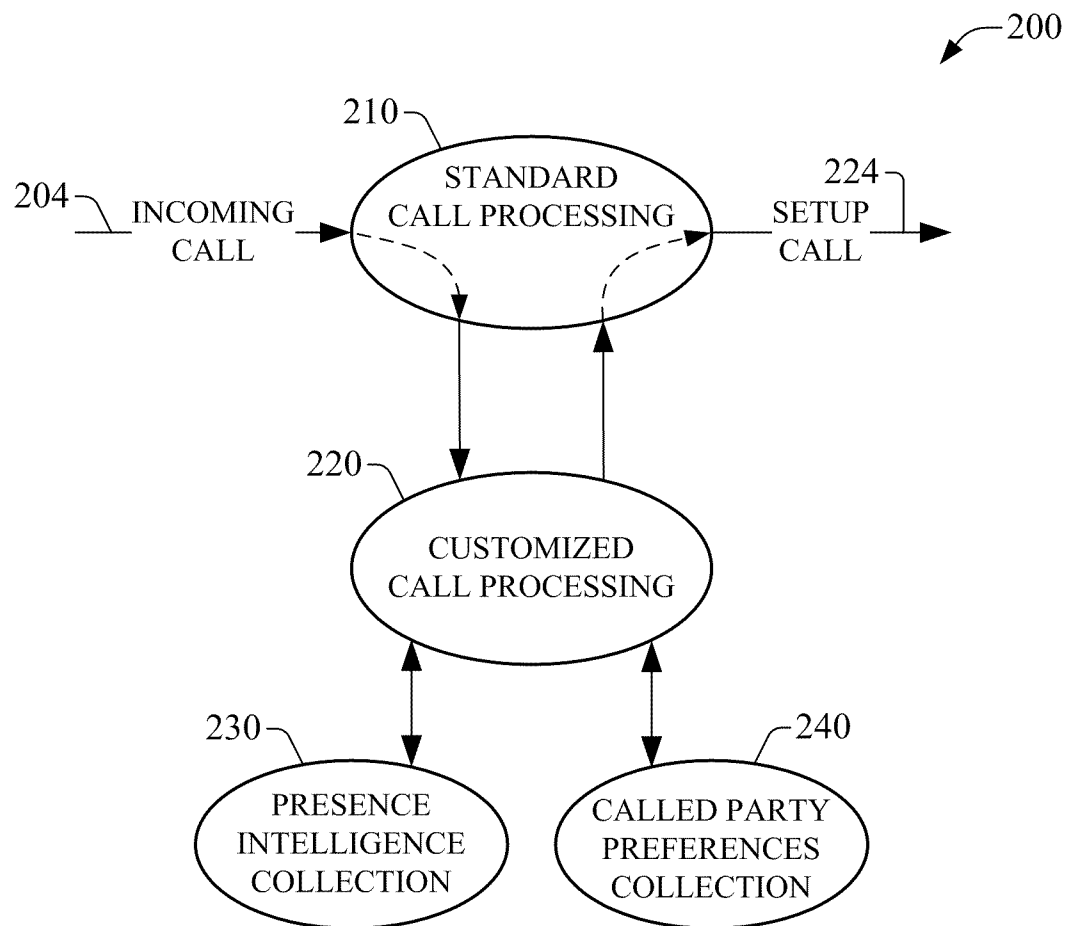 200
210
STANDARD
CALL PROCESSING
204
INCOMING
CALL
224
SETUP
CALL
220
CUSTOMIZED
CALL PROCESSING
230
PRESENCE
INTELLIGENCE
COLLECTION
240
CALLED PARTY
PREFERENCES
COLLECTION